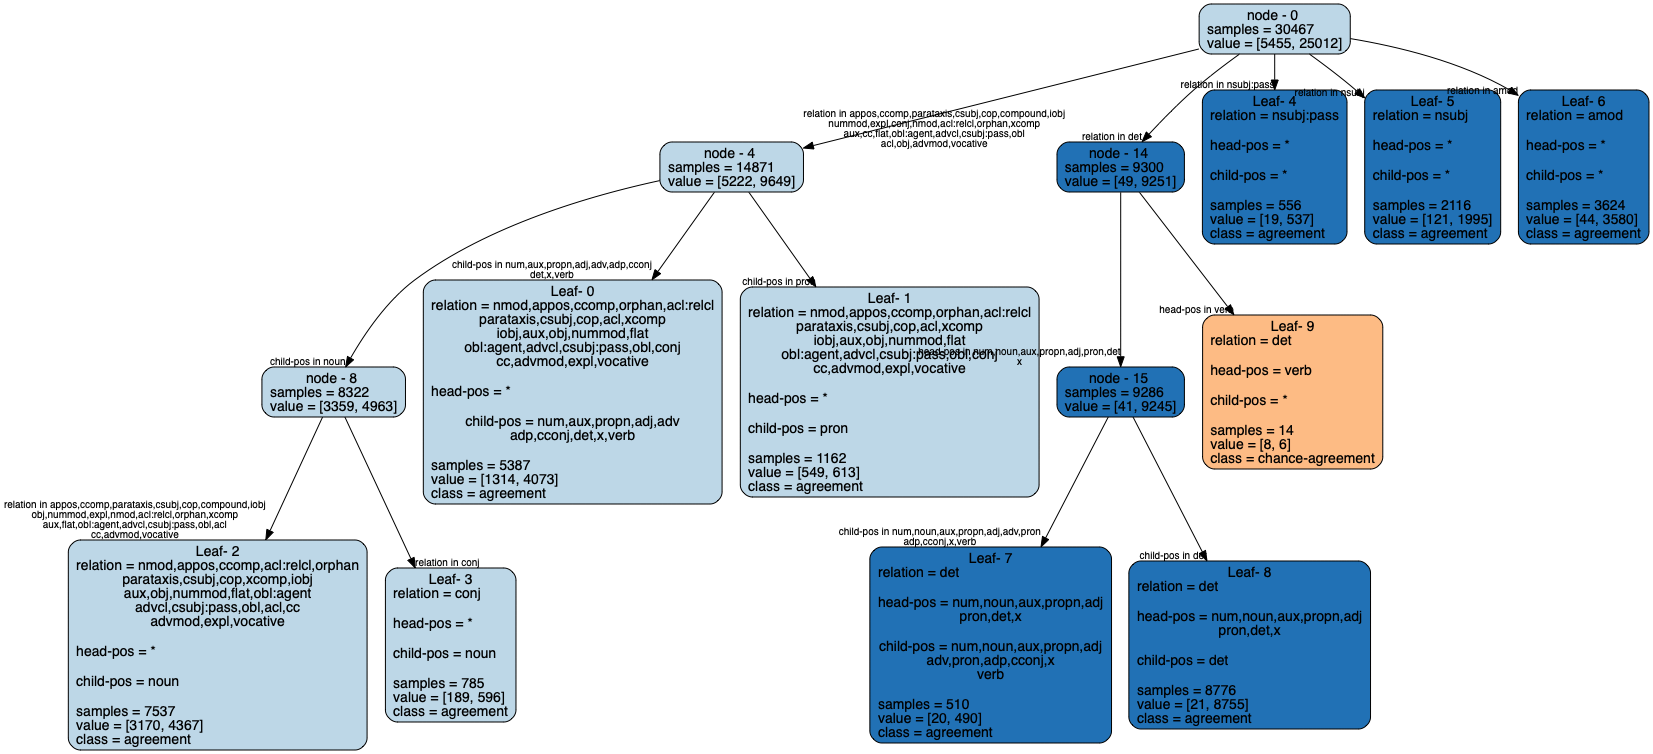 node - 0
samples = 30467
value = [5455, 25012]
relation in appos,ccomp,parataxis,csubj,cop,compound,iobj
nummod,expl,conj,nmod,acl:relcl,orphan,xcomp
aux,cc,flat,obl:agent,advcl,csubj:pass,obl
acl,obj,advmod,vocative
relation in det
relation in nsubj:pass
relation in nsubj
relation in amod
node - 4
samples = 14871
value = [5222, 9649]
node - 14
samples = 9300
value = [49, 9251]
Leaf- 4
relation = nsubj:pass
head-pos = *
child-pos = *
samples = 556
value = [19, 537]
class = agreement
Leaf- 5
relation = nsubj
head-pos = *
child-pos = *
samples = 2116
value = [121, 1995]
class = agreement
Leaf- 6
relation = amod
head-pos = *
child-pos = *
samples = 3624
value = [44, 3580]
class = agreement
child-pos in noun
child-pos in num,aux,propn,adj,adv,adp,cconj
det,x,verb
child-pos in pron
head-pos in num,noun,aux,propn,adj,pron,det
x
head-pos in verb
node - 8
samples = 8322
value = [3359, 4963]
Leaf- 0
relation = nmod,appos,ccomp,orphan,acl:relcl
parataxis,csubj,cop,acl,xcomp
iobj,aux,obj,nummod,flat
obl:agent,advcl,csubj:pass,obl,conj
cc,advmod,expl,vocative
head-pos = *
child-pos = num,aux,propn,adj,adv
adp,cconj,det,x,verb
samples = 5387
value = [1314, 4073]
class = agreement
Leaf- 1
relation = nmod,appos,ccomp,orphan,acl:relcl
parataxis,csubj,cop,acl,xcomp
iobj,aux,obj,nummod,flat
obl:agent,advcl,csubj:pass,obl,conj
cc,advmod,expl,vocative
head-pos = *
child-pos = pron
samples = 1162
value = [549, 613]
class = agreement
node - 15
samples = 9286
value = [41, 9245]
Leaf- 9
relation = det
head-pos = verb
child-pos = *
samples = 14
value = [8, 6]
class = chance-agreement
relation in appos,ccomp,parataxis,csubj,cop,compound,iobj
obj,nummod,expl,nmod,acl:relcl,orphan,xcomp
aux,flat,obl:agent,advcl,csubj:pass,obl,acl
cc,advmod,vocative
relation in conj
child-pos in num,noun,aux,propn,adj,adv,pron
adp,cconj,x,verb
child-pos in det
Leaf- 2
relation = nmod,appos,ccomp,acl:relcl,orphan
parataxis,csubj,cop,xcomp,iobj
aux,obj,nummod,flat,obl:agent
advcl,csubj:pass,obl,acl,cc
advmod,expl,vocative
head-pos = *
child-pos = noun
samples = 7537
value = [3170, 4367]
class = agreement
Leaf- 3
relation = conj
head-pos = *
child-pos = noun
samples = 785
value = [189, 596]
class = agreement
Leaf- 7
relation = det
head-pos = num,noun,aux,propn,adj
pron,det,x
child-pos = num,noun,aux,propn,adj
adv,pron,adp,cconj,x
verb
samples = 510
value = [20, 490]
class = agreement
Leaf- 8
relation = det
head-pos = num,noun,aux,propn,adj
pron,det,x
child-pos = det
samples = 8776
value = [21, 8755]
class = agreement